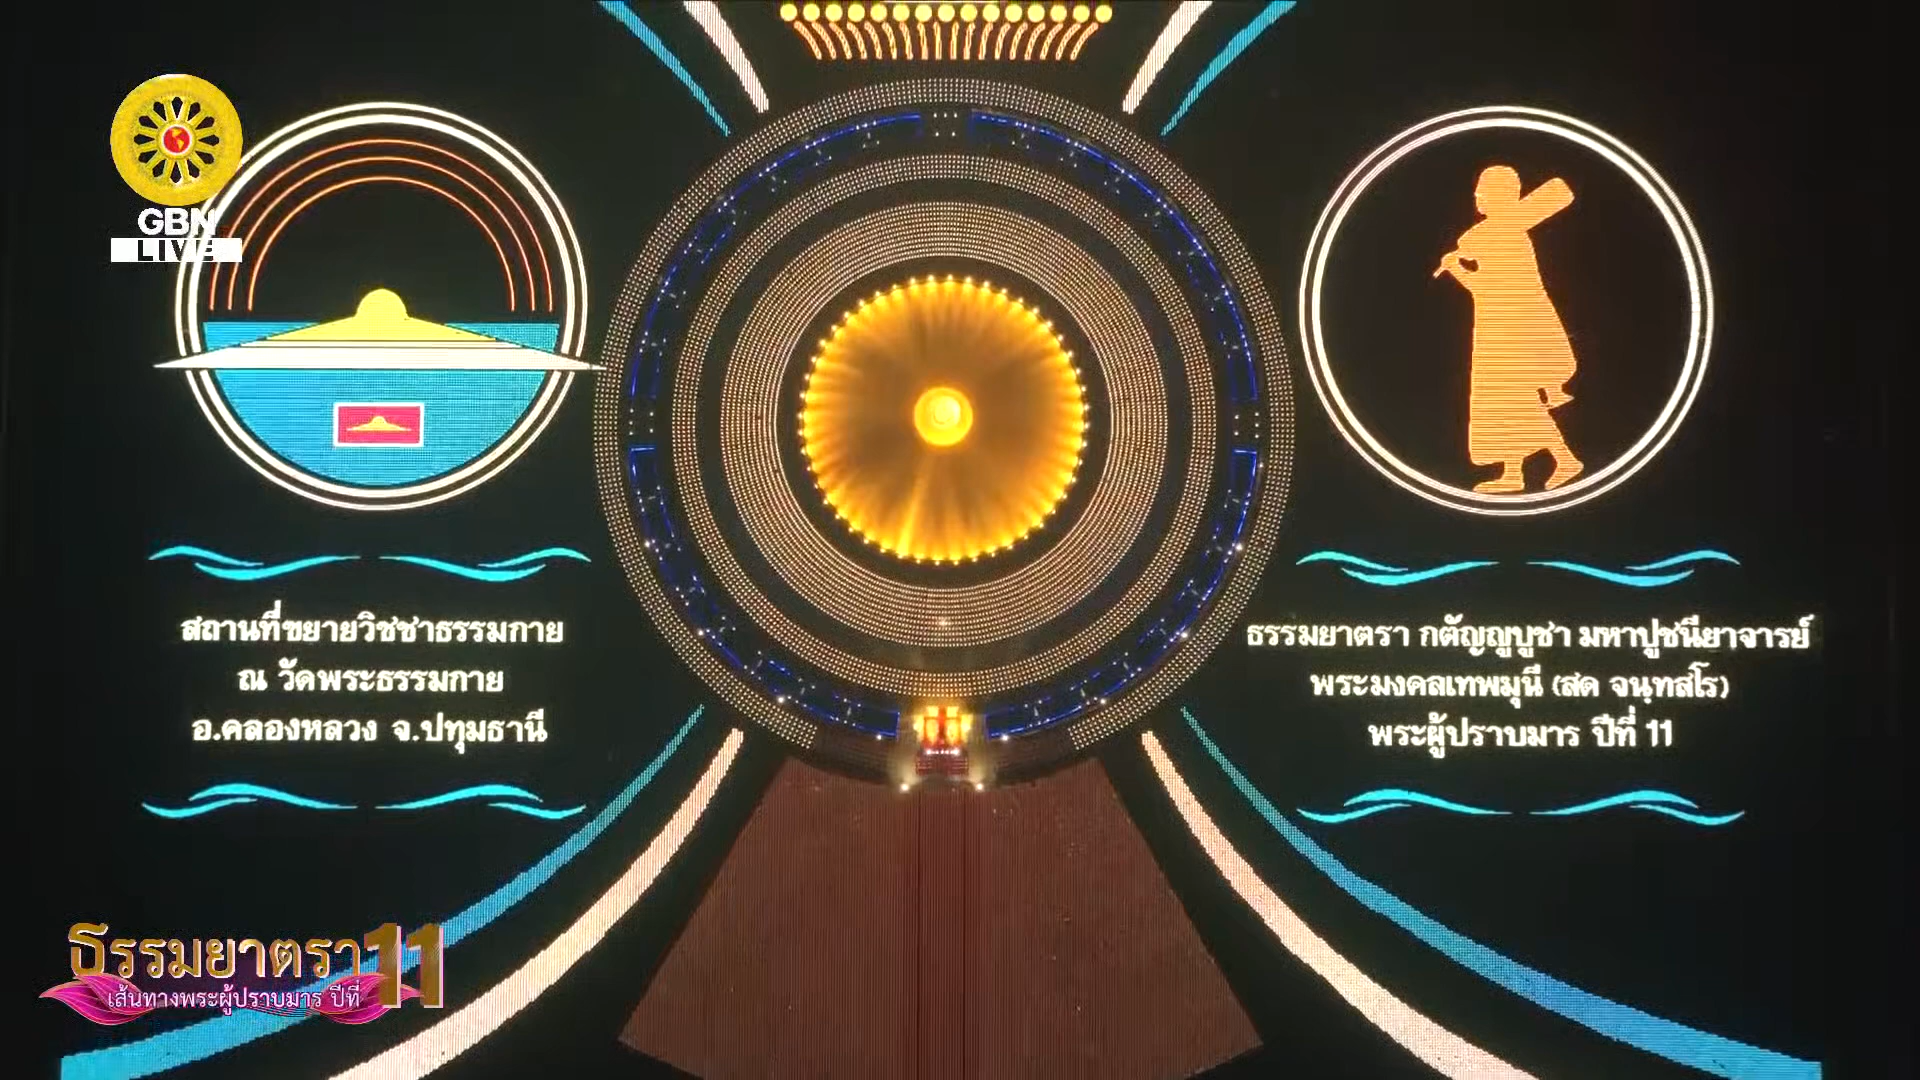 GBN
LIVE
สถานที่ขยายวิชชาธรรมกาย
ณ วัดพระธรรมกาย
อ.คลองหลวง จ.ปทุมธานี
ธรรมยาตรา กตัญญูบูชา มหาปูชนียาจารย์
พระมงคลเทพมุนี (สด จนฺทสโร)
พระผู้ปราบมาร ปีที่ 11
ธรรมยาตรา 11
เส้นทางพระผู้ปราบมาร ปีที่